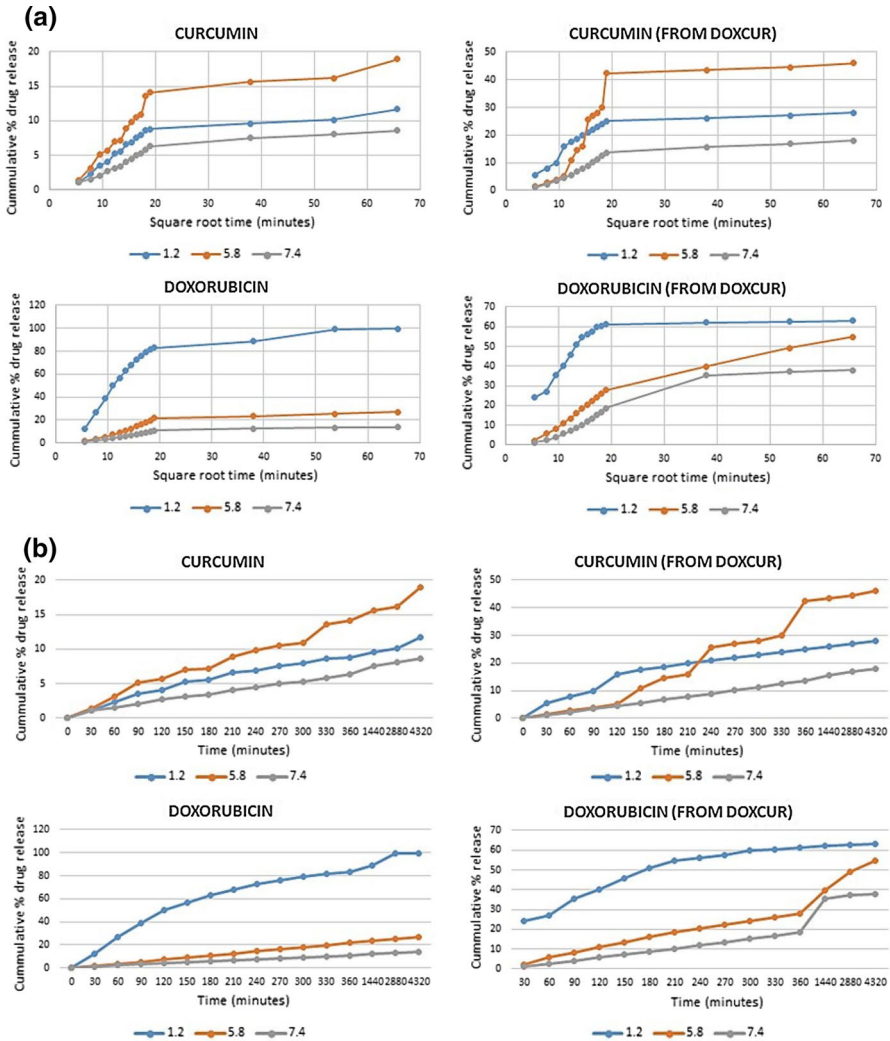 (a)
CURCUMIN
Cummulative % drug release
20
15
10
5
0
0 10 20 30 40 50 60 70
Square root time (minutes)
1.2 5.8 7.4
CURCUMIN (FROM DOXCUR)
Cummulative % drug release
50
40
30
20
10
0
0 10 20 30 40 50 60 70
Square root time (minutes)
1.2 5.8 7.4
DOXORUBICIN
Cummulative % drug release
120
100
80
60
40
20
0
0 10 20 30 40 50 60 70
Square root time (minutes)
1.2 5.8 7.4
DOXORUBICIN (FROM DOXCUR)
Cummulative % drug release
70
60
50
40
30
20
10
0
0 10 20 30 40 50 60 70
Square root time (minutes)
1.2 5.8 7.4
(b)
CURCUMIN
Cummulative % drug release
20
15
10
5
0
0 30 60 90 120 150 180 210 240 270 300 330 360 1440 2880 4320
Time (minutes)
1.2 5.8 7.4
CURCUMIN (FROM DOXCUR)
Cummulative % drug release
50
40
30
20
10
0
0 30 60 90 120 150 180 210 240 270 300 330 360 1440 2880 4320
Time (minutes)
1.2 5.8 7.4
DOXORUBICIN
Cummulative % drug release
120
100
80
60
40
20
0
0 30 60 90 120 150 180 210 240 270 300 330 360 1440 2880 4320
Time (minutes)
1.2 5.8 7.4
DOXORUBICIN (FROM DOXCUR)
Cummulative % release
70
60
50
40
30
20
10
0
30 60 90 120 150 180 210 240 270 300 330 360 1440 2880 4320
Time (minutes)
1.2 5.8 7.4